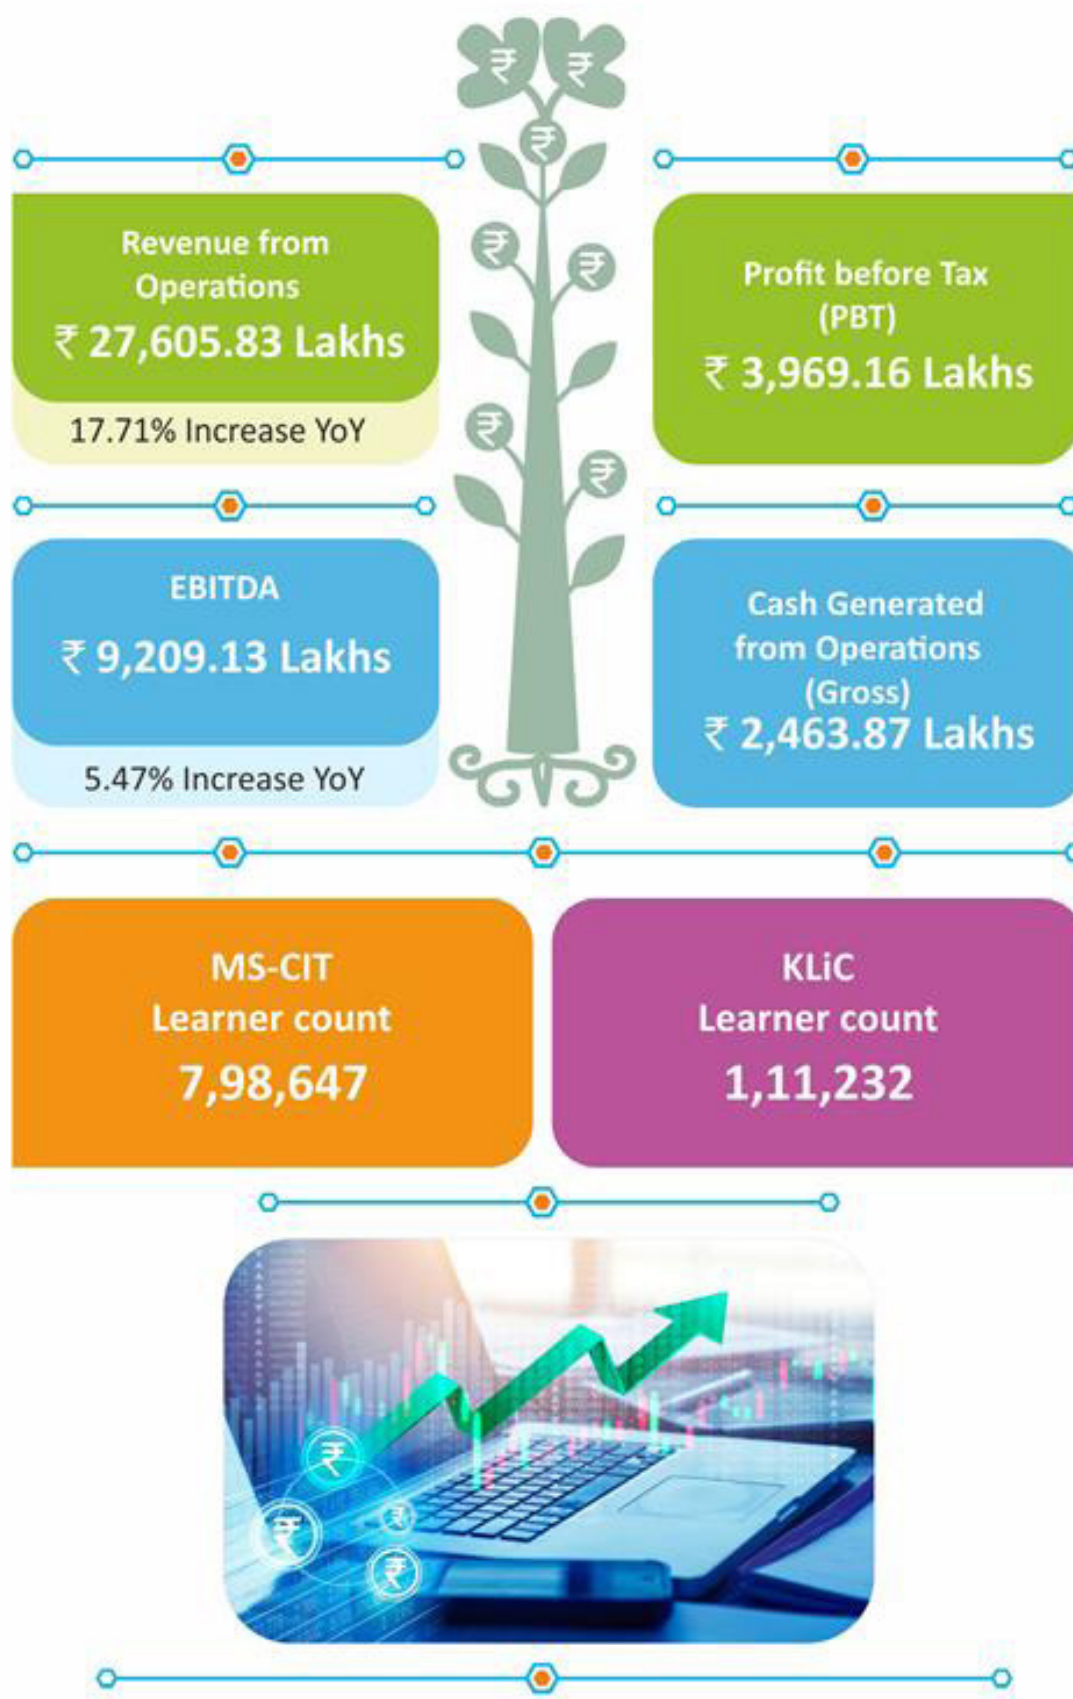 Revenue from
Operations
₹ 27,605.83 Lakhs
17.71% Increase YoY
Profit before Tax
(PBT)
₹ 3,969.16 Lakhs
EBITDA
₹ 9,209.13 Lakhs
5.47% Increase YoY
Cash Generated
from Operations
(Gross)
₹ 2,463.87 Lakhs
MS-CIT
Learner count
7,98,647
KLiC
Learner count
1,11,232